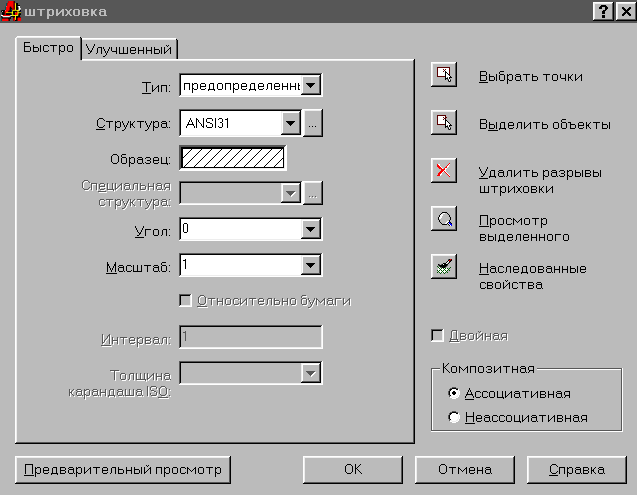 штриховка
Быстро
Улучшенный
Тип: предопределенны
Структура: ANSI31 ...
Образец:
Специальная
структура: ...
Угол: 0
Масштаб: 1
Относительно бумаги
Интервал: 1
Толщина
карандаша ISO:
Выбрать точки
Выделить объекты
Удалить разрывы
штриховки
Просмотр
выделенного
Наследованные
свойства
Двойная
Композитная
Ассоциативная
Неассоциативная
Предварительный просмотр
OK
Отмена
Справка